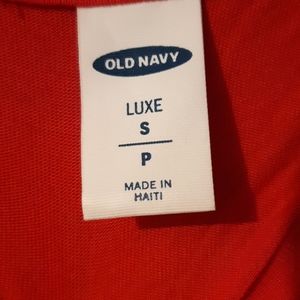 OLD NAVY
LUXE
S
P
MADE IN
HAITI